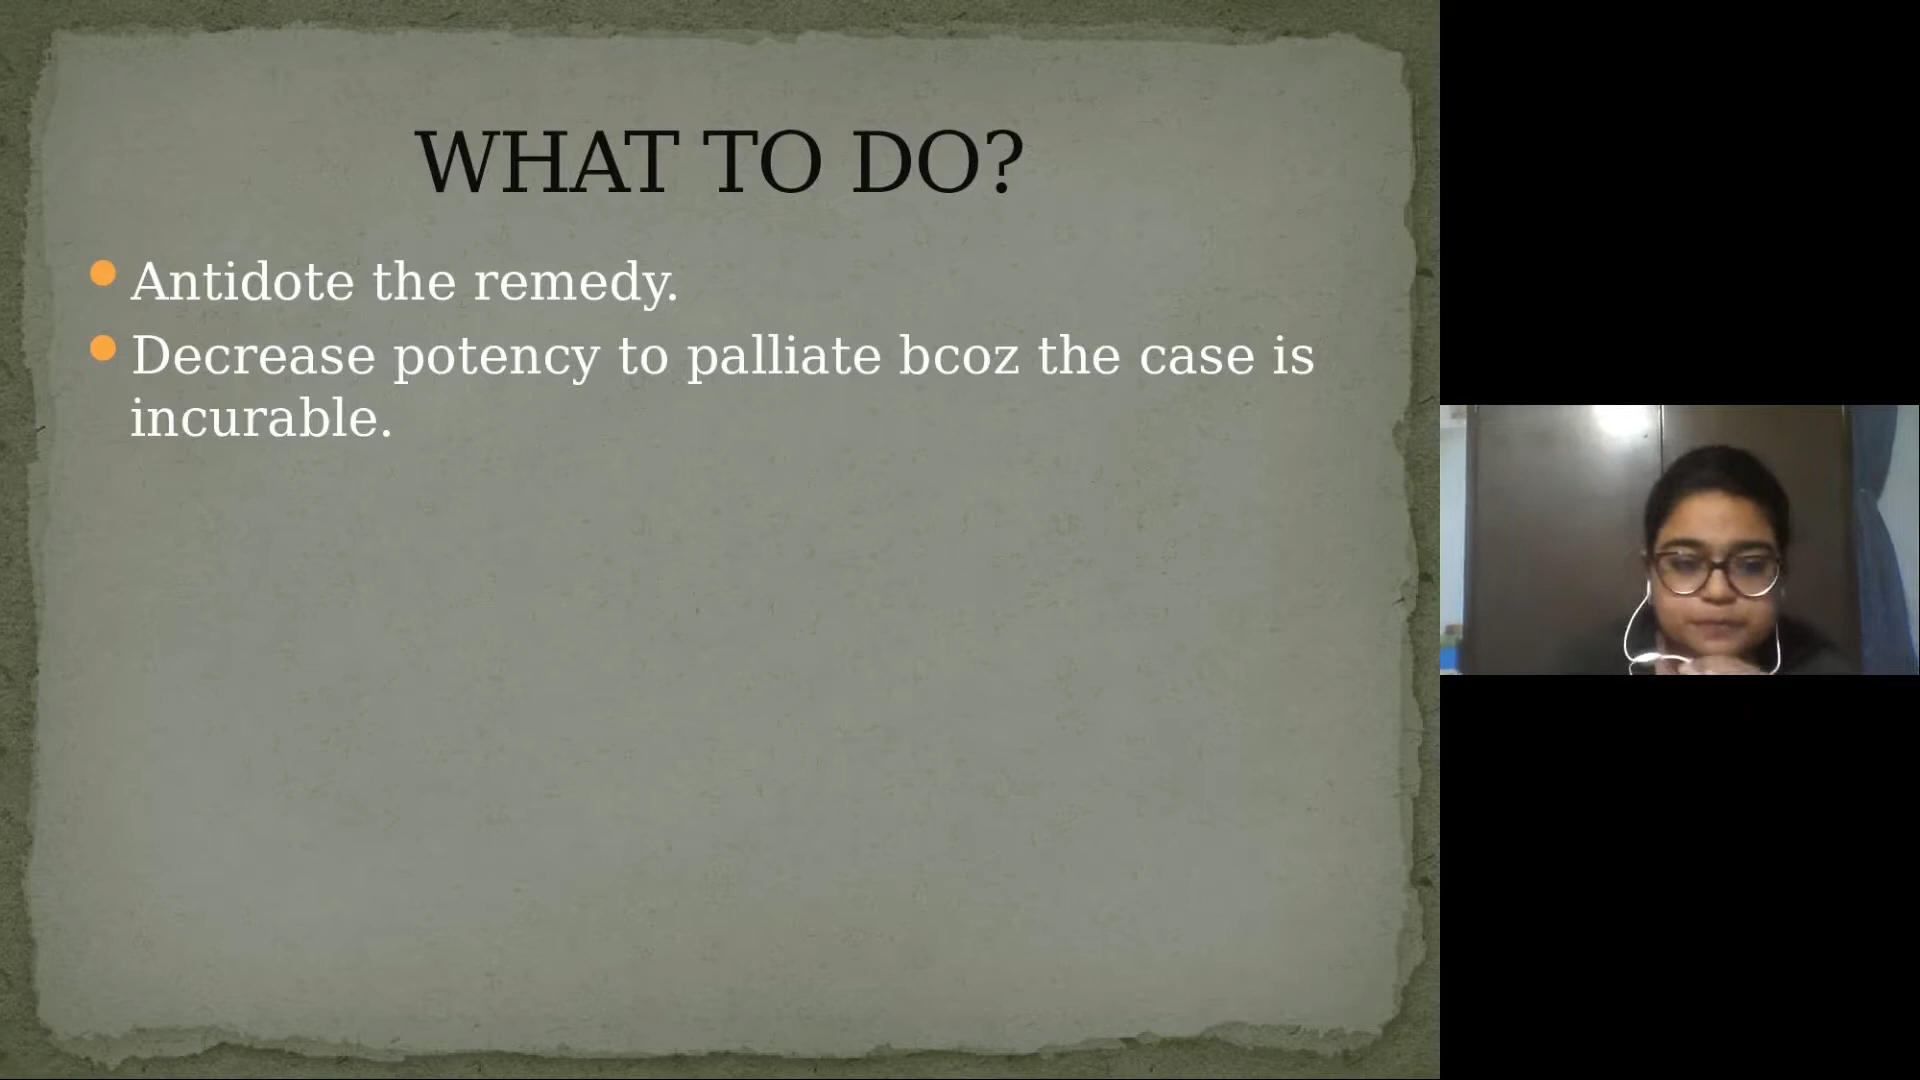 WHAT TO DO?
Antidote the remedy.
Decrease potency to palliate bcoz the case is
incurable.